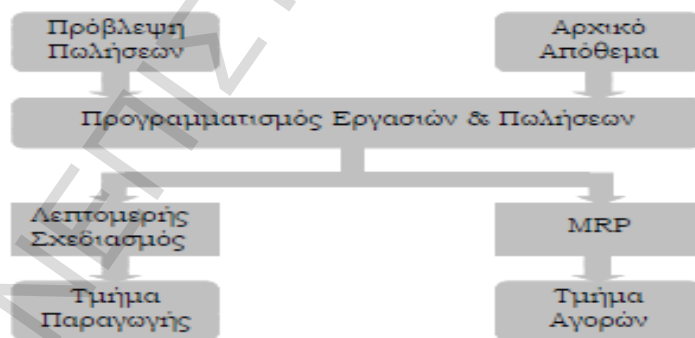 Πρόβλεψη
Πωλήσεων
Αρχικό
Απόθεμα
Προγραμματισμός Εργασιών & Πωλήσεων
Λεπτομερής
Σχεδιασμός
MRP
Τμήμα
Παραγωγής
Τμήμα
Αγορών